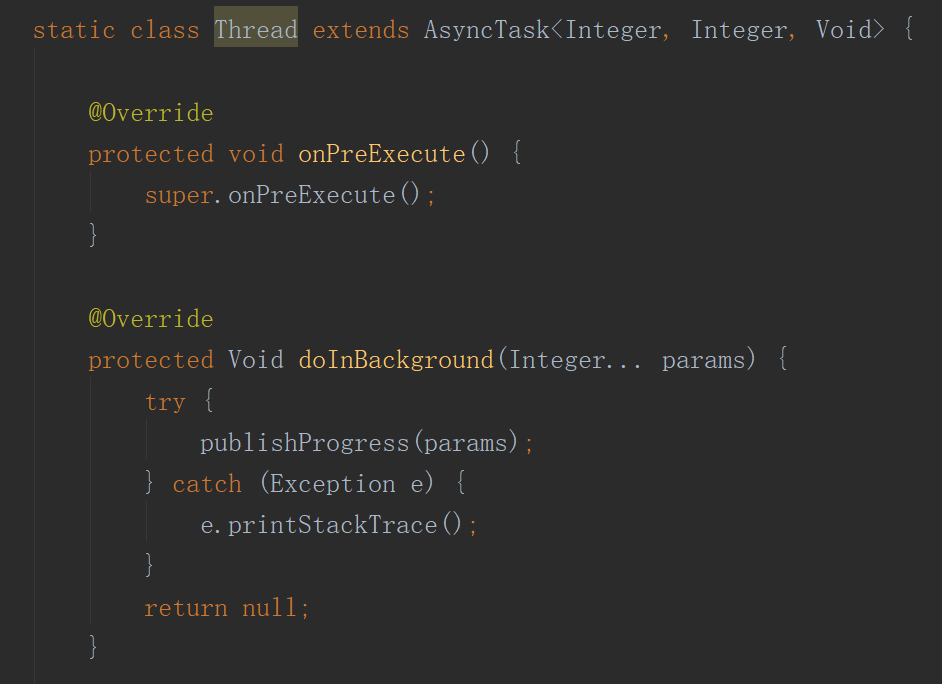 static class Thread extends AsyncTask<Integer, Integer, Void> {
@Override
protected void onPreExecute() {
super.onPreExecute();
}
@Override
protected Void doInBackground(Integer... params) {
try {
publishProgress(params);
} catch (Exception e) {
e.printStackTrace();
}
return null;
}